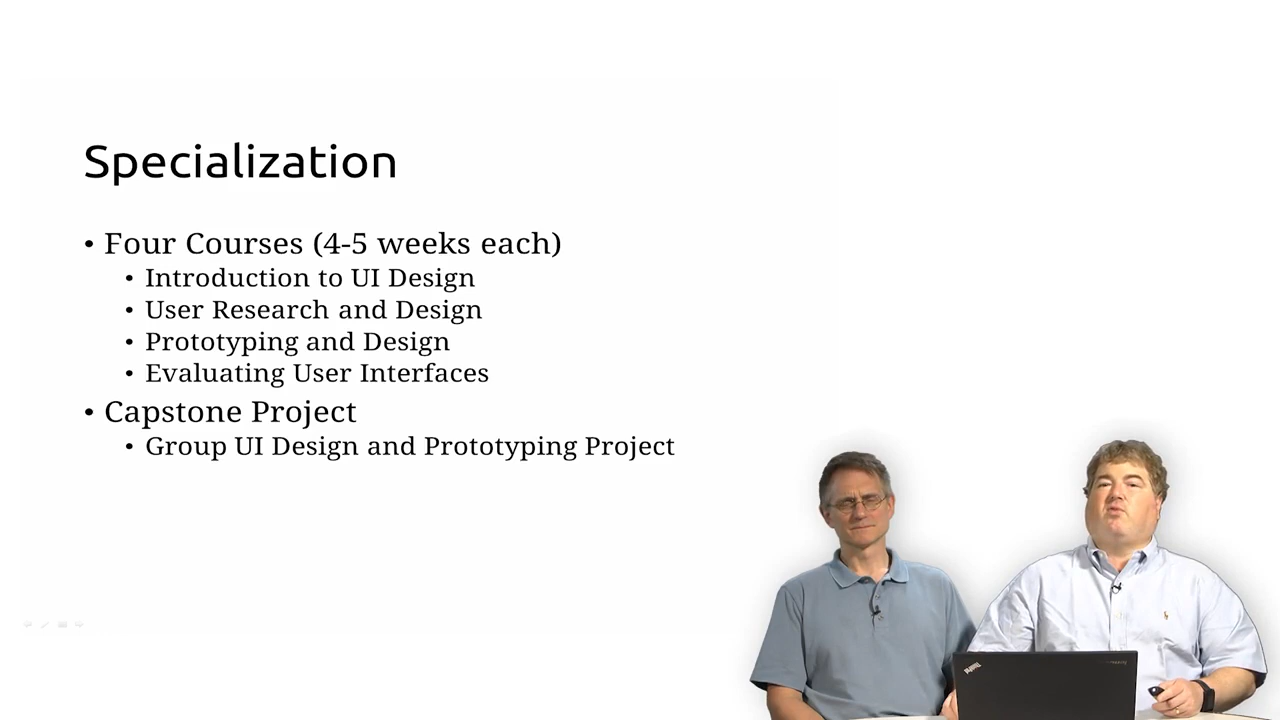 Specialization
• Four Courses (4-5 weeks each)
• Introduction to UI Design
• User Research and Design
• Prototyping and Design
• Evaluating User Interfaces
• Capstone Project
• Group UI Design and Prototyping Project
ThinkPad